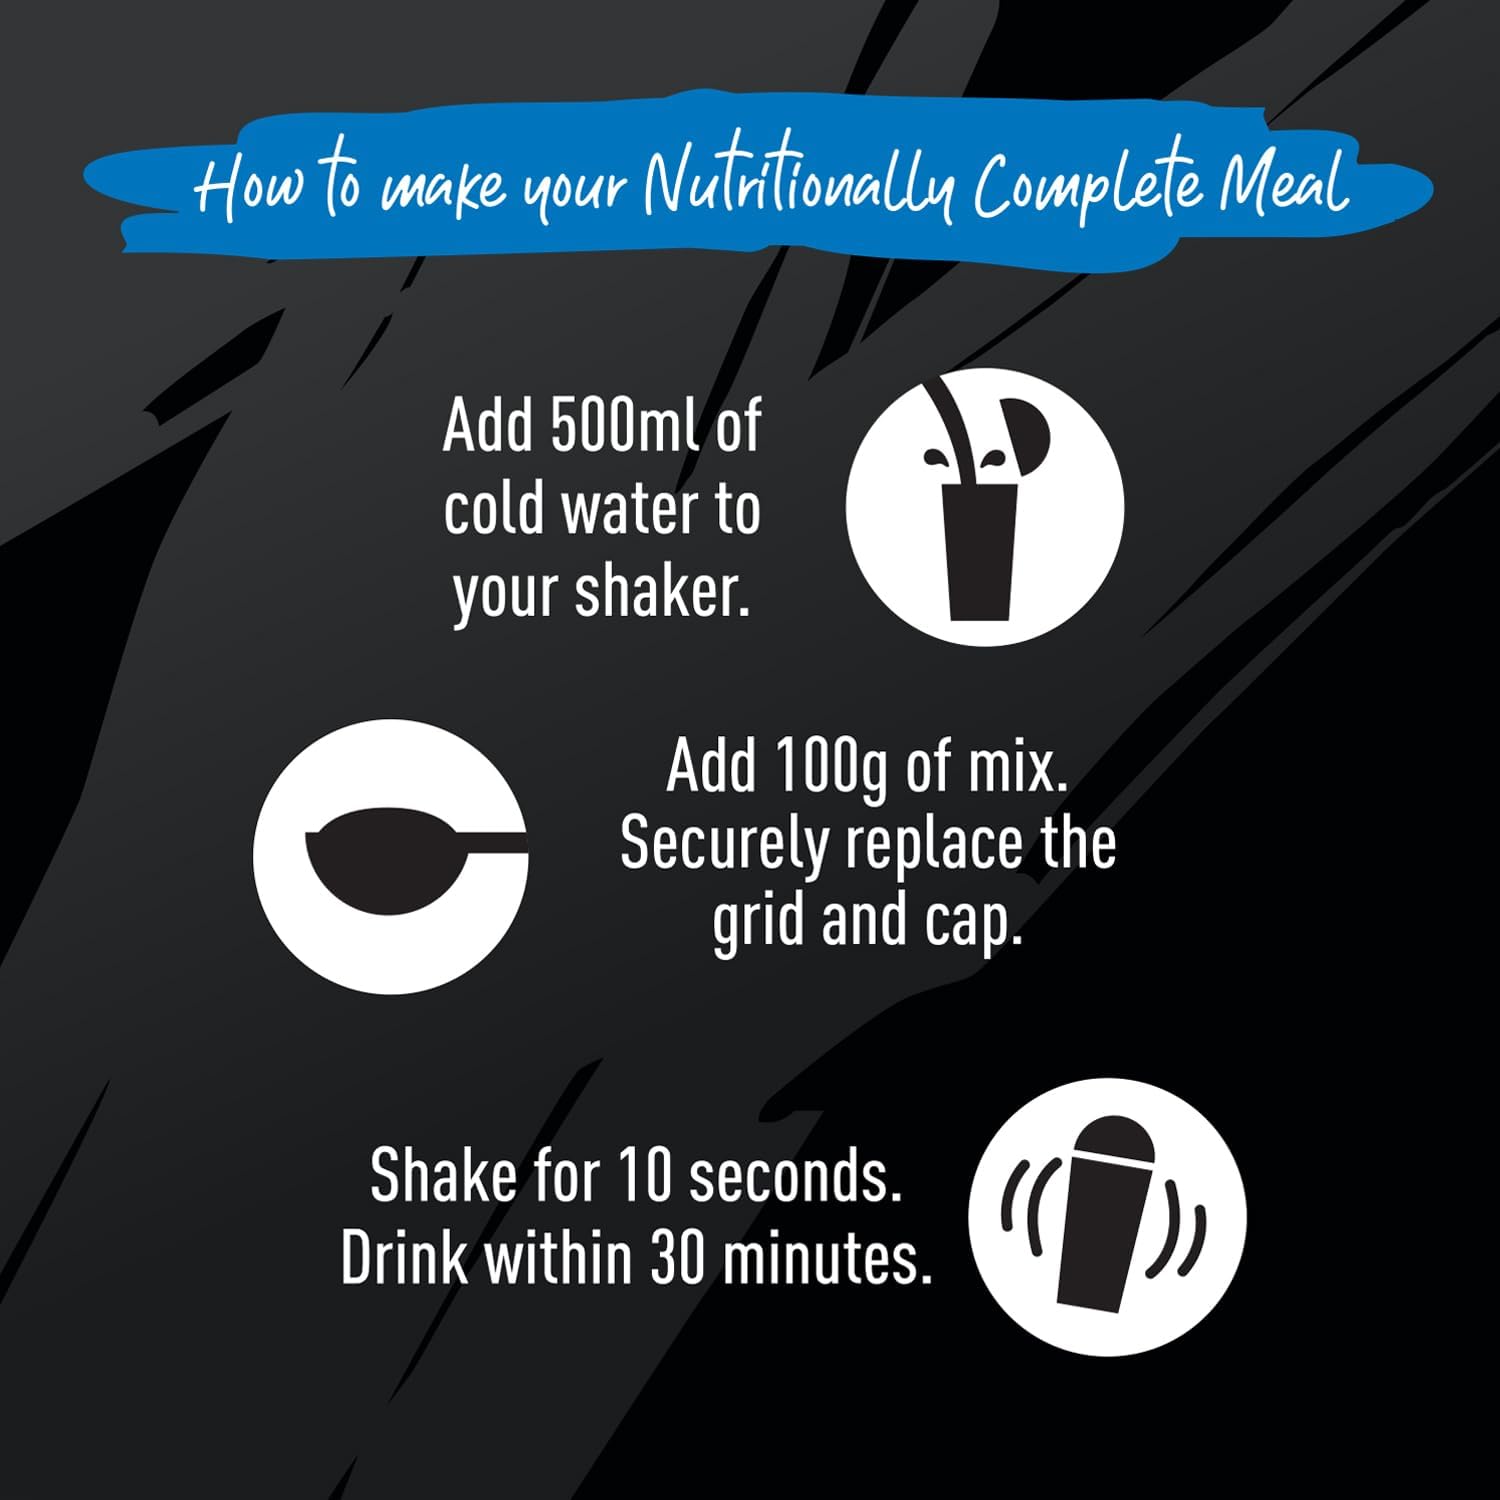 How to make your Nutritionally Complete Meal
Add 500ml of
cold water to
your shaker.
Add 100g of mix.
Securely replace the
grid and cap.
Shake for 10 seconds.
Drink within 30 minutes.